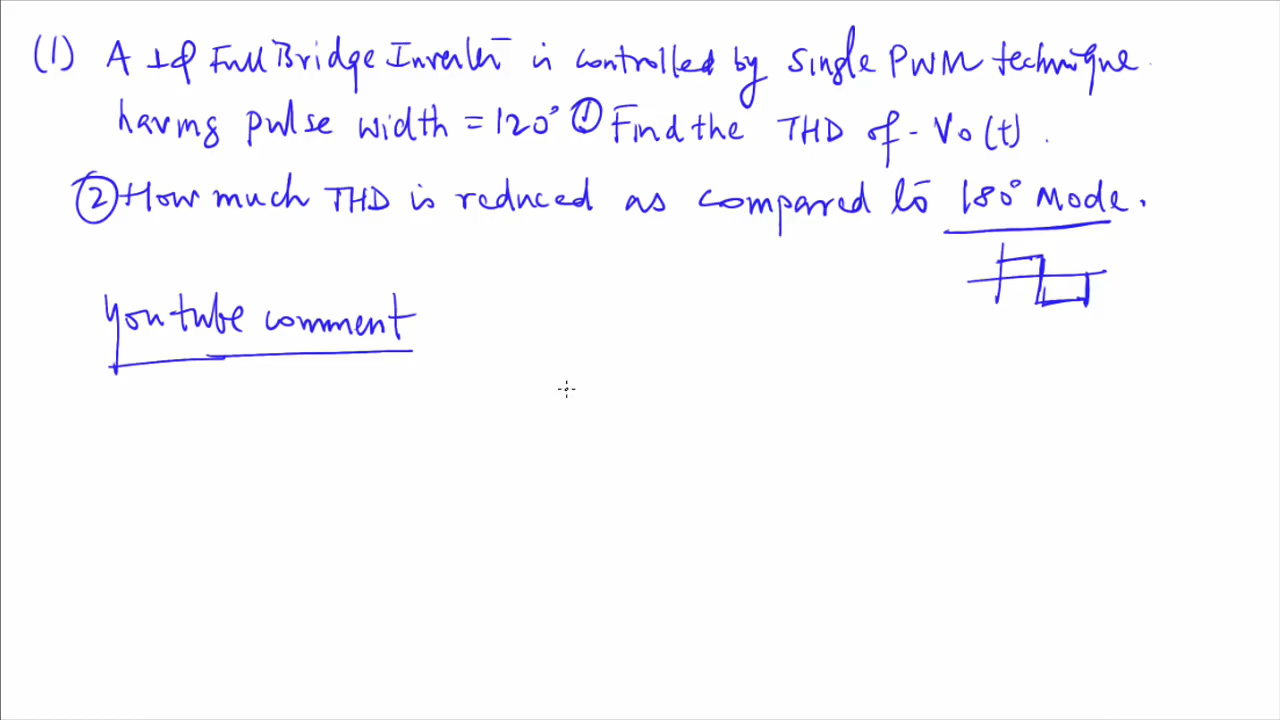 (1) A 1φ Full Bridge Inverter is controlled by single PWM technique.
having pulse width = 120° ① Find the THD of Vo(t).
② How much THD is reduced as compared to 180° Mode.
youtube comment